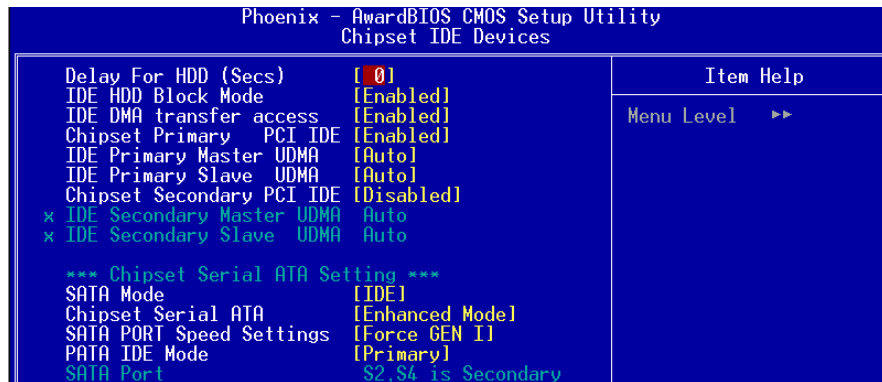 Phoenix - AwardBIOS CMOS Setup Utility
Chipset IDE Devices
Delay For HDD (Secs) [ 0]
IDE HDD Block Mode [Enabled]
IDE DMA transfer access [Enabled]
Chipset Primary PCI IDE [Enabled]
IDE Primary Master UDMA [Auto]
IDE Primary Slave UDMA [Auto]
Chipset Secondary PCI IDE [Disabled]
x IDE Secondary Master UDMA Auto
x IDE Secondary Slave UDMA Auto
*** Chipset Serial ATA Setting ***
SATA Mode [IDE]
Chipset Serial ATA [Enhanced Mode]
SATA PORT Speed Settings [Force GEN I]
PATA IDE Mode [Primary]
SATA Port S2,S4 is Secondary
Item Help
Menu Level ►►